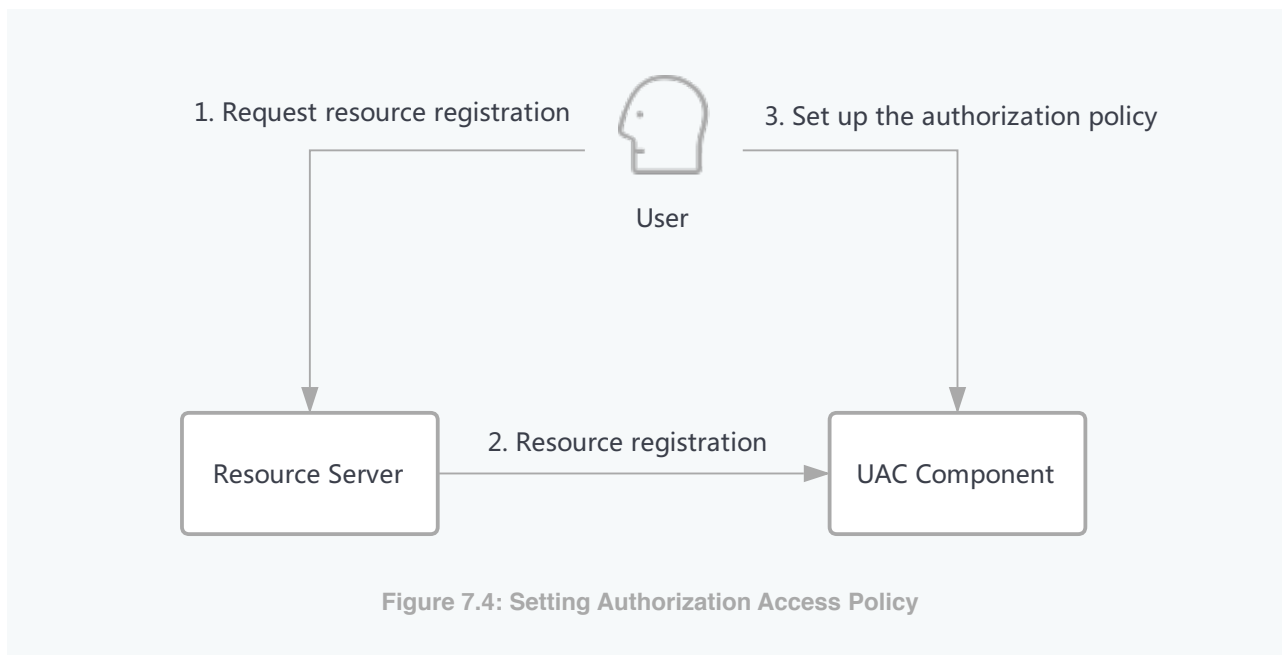 1. Request resource registration
3. Set up the authorization policy
User
2. Resource registration
Resource Server
UAC Component
Figure 7.4: Setting Authorization Access Policy